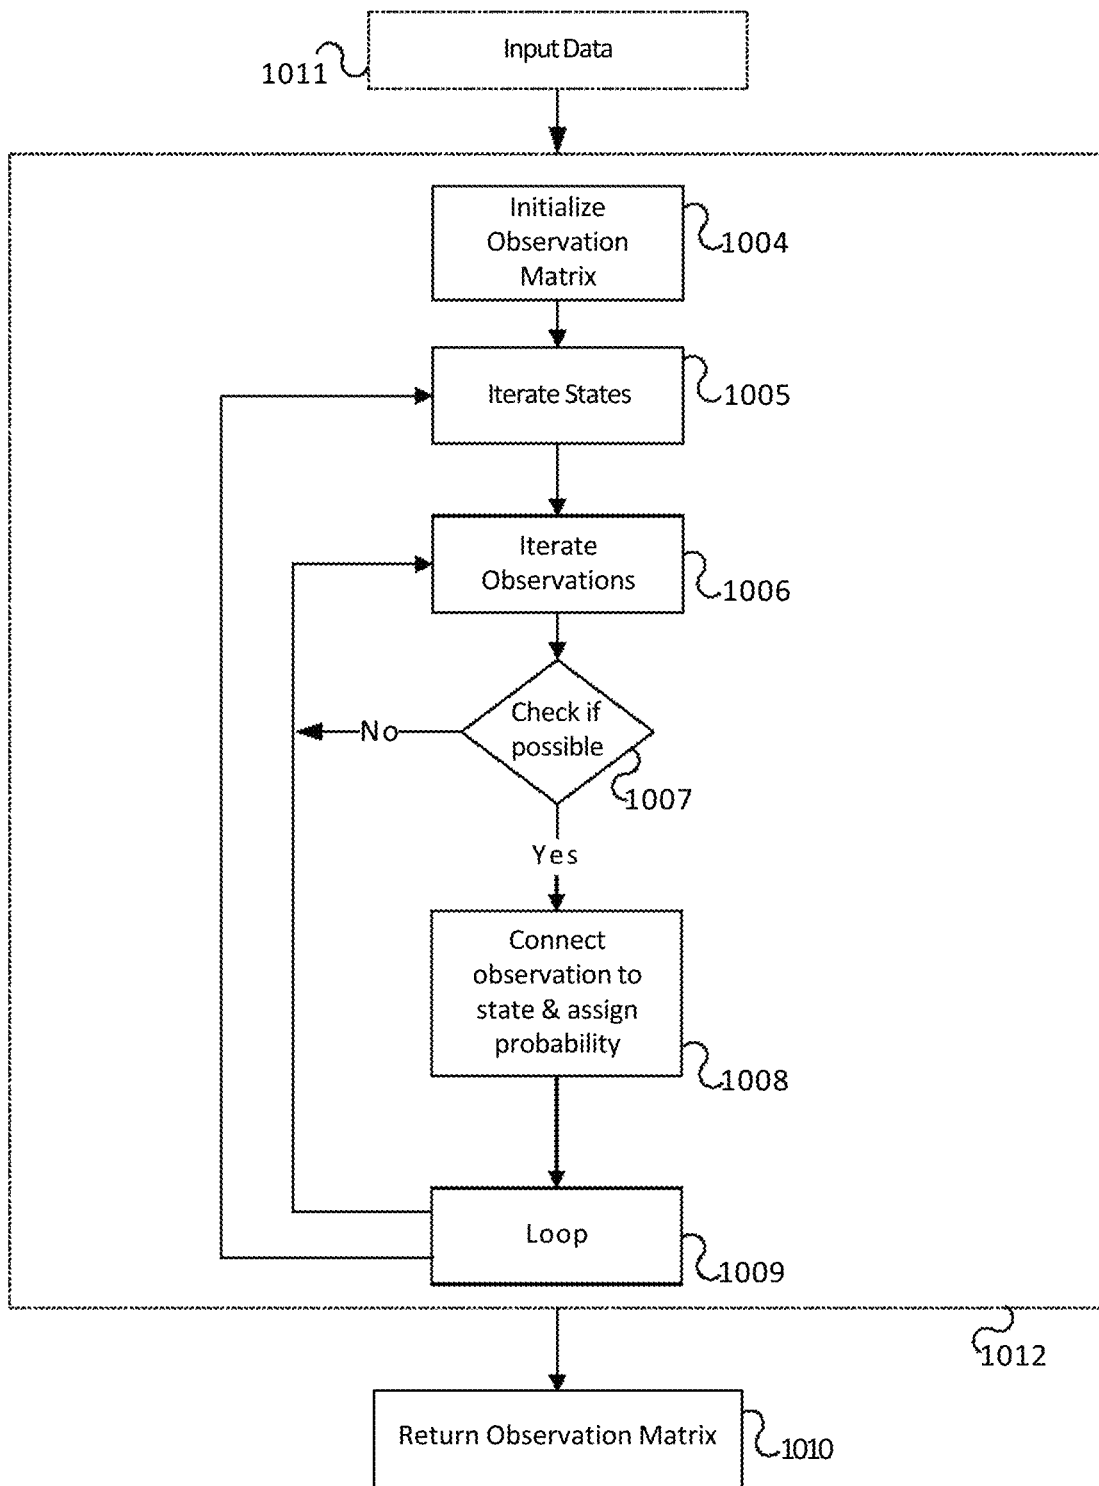 Input Data
1011
Initialize
Observation
Matrix
1004
Iterate States
1005
Iterate
Observations
1006
Check if
possible
No
1007
Yes
Connect
observation to
state & assign
probability
1008
Loop
1009
1012
Return Observation Matrix
1010